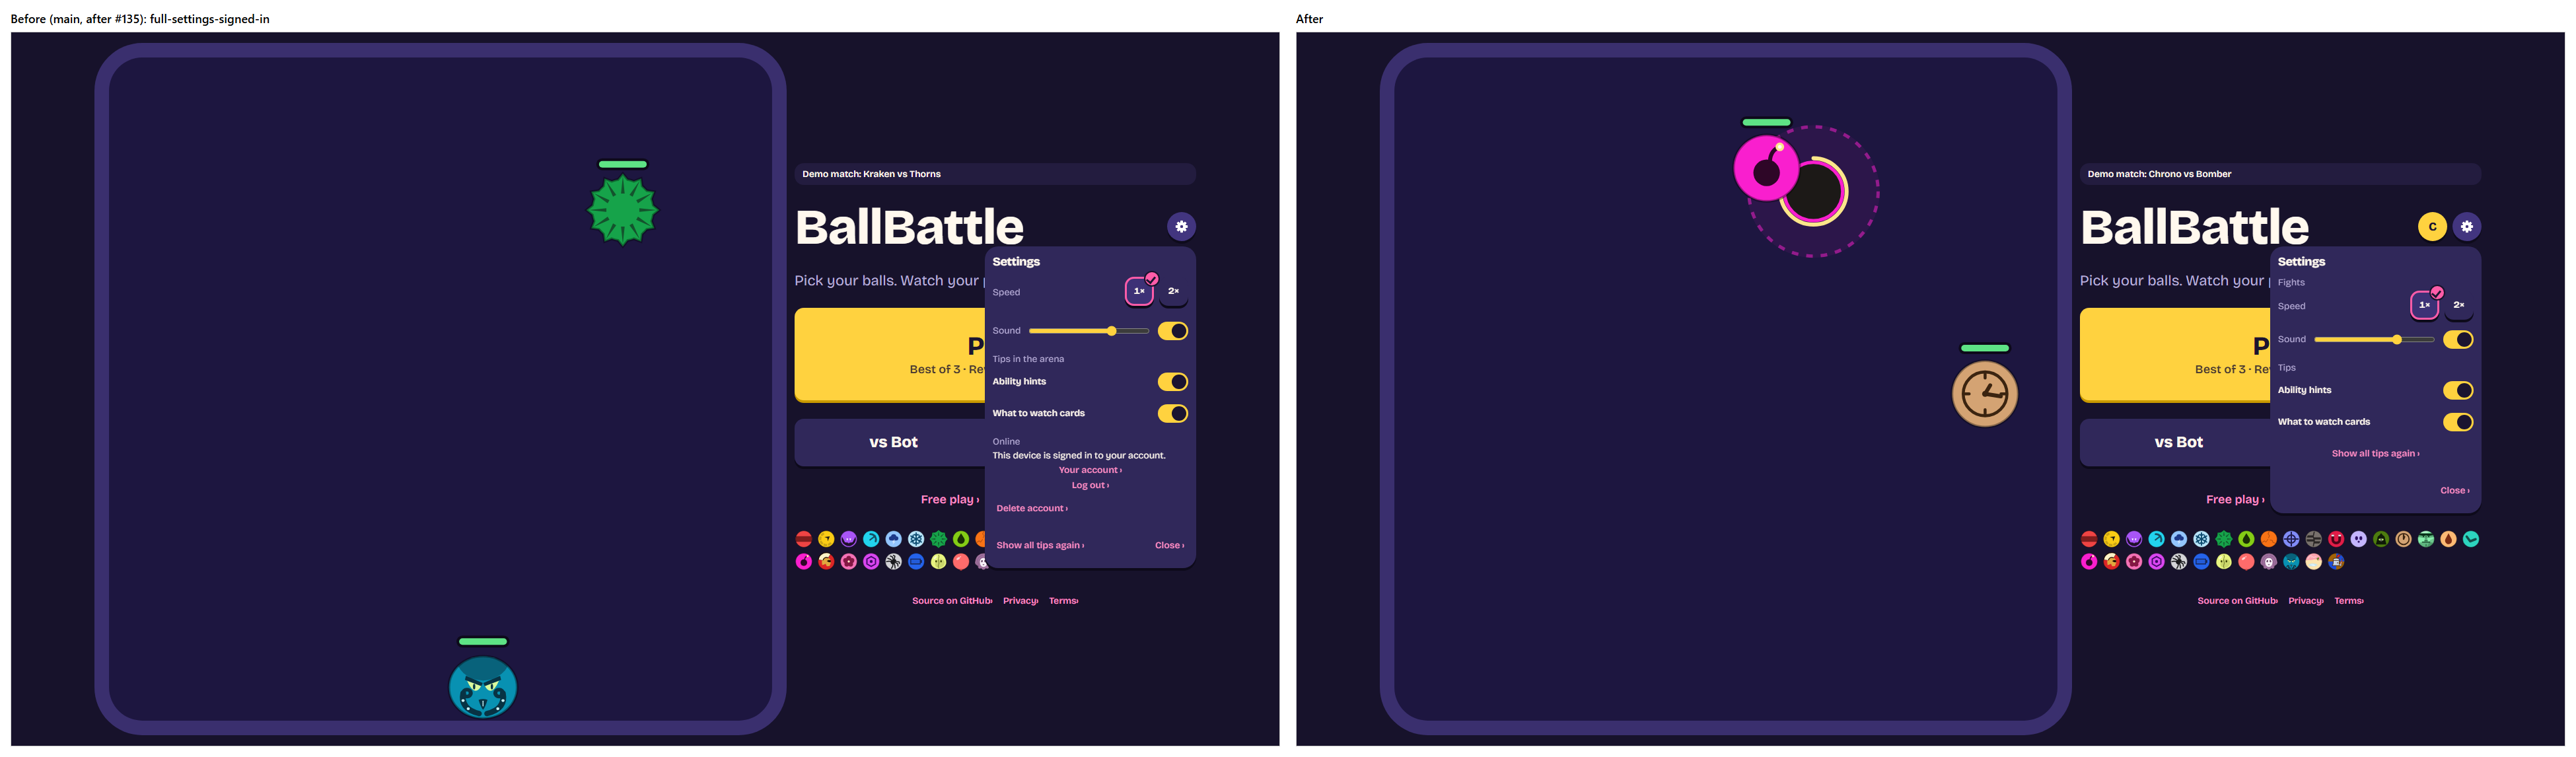 Before (main, after #135): full-settings-signed-in
Demo match: Kraken vs Thorns
BallBattle
Pick your balls. Watch your
Settings
Speed
1×
2×
Sound
P
Best of 3 · Re
Tips in the arena
Ability hints
What to watch cards
vs Bot
Online
This device is signed in to your account.
Your account ›
Log out ›
Free play ›
Delete account ›
Show all tips again ›
Close ›
Source on GitHub›
Privacy›
Terms›
After
Demo match: Chrono vs Bomber
BallBattle
C
Pick your balls. Watch your
Settings
Fights
Speed
1×
2×
Sound
P
Best of 3 · Re
Tips
Ability hints
What to watch cards
vs Bot
Show all tips again ›
Close ›
Free play ›
Source on GitHub›
Privacy›
Terms›